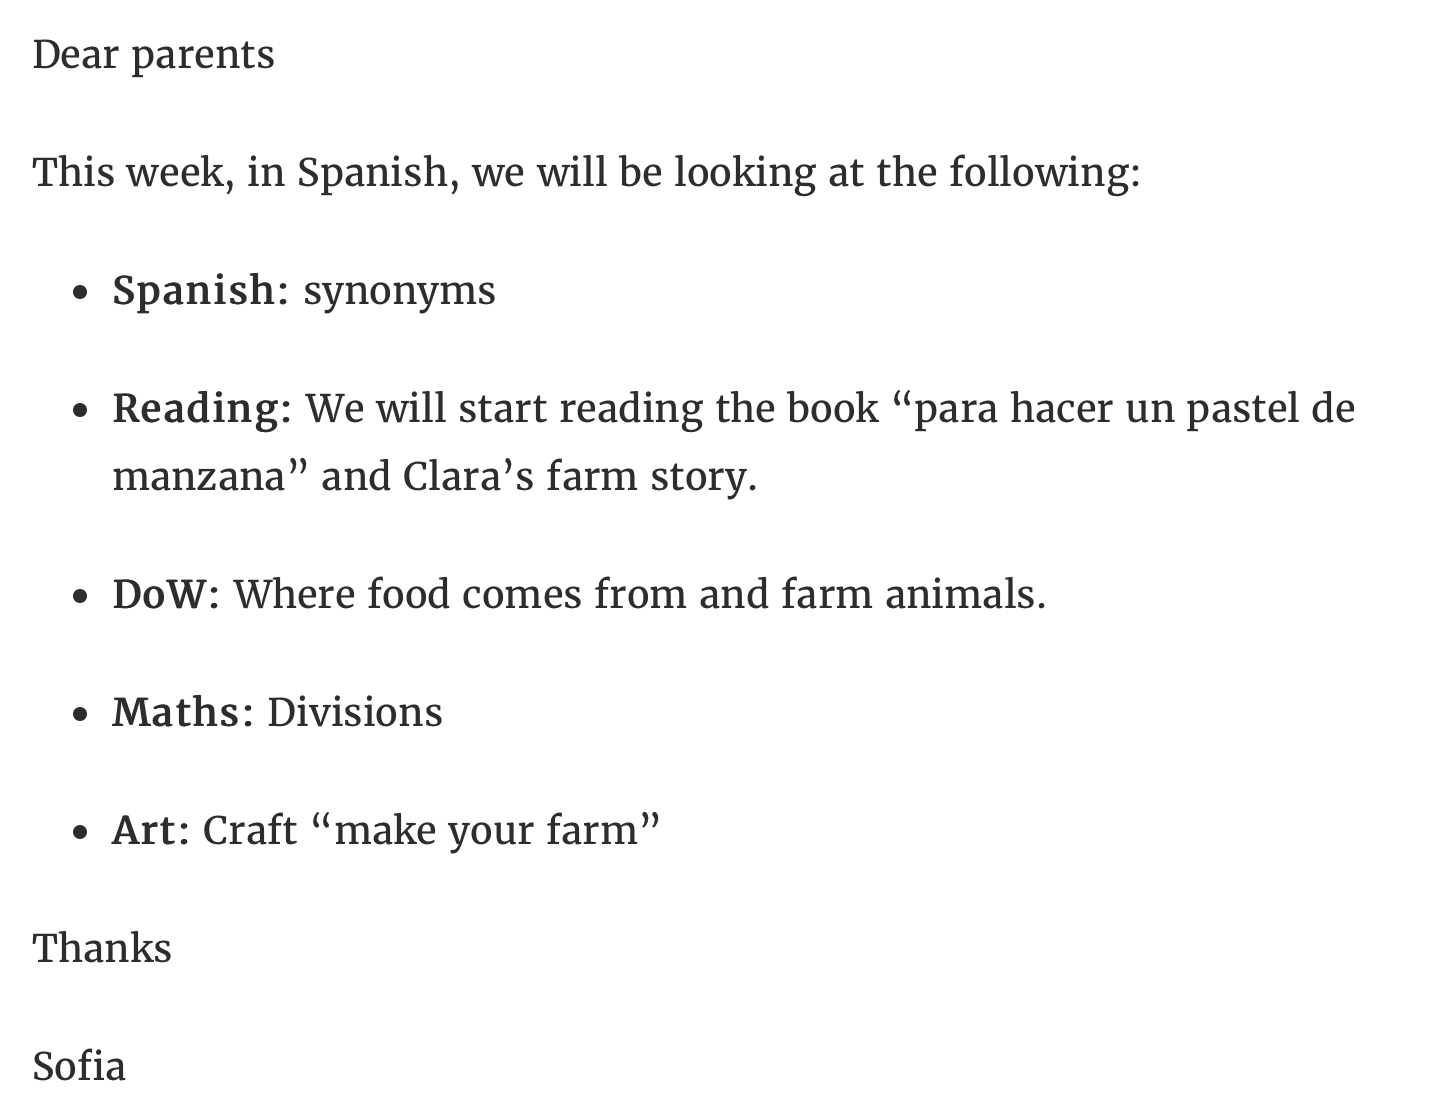 Dear parents
This week, in Spanish, we will be looking at the following:
• Spanish: synonyms
• Reading: We will start reading the book “para hacer un pastel de
manzana” and Clara’s farm story.
• DoW: Where food comes from and farm animals.
• Maths: Divisions
• Art: Craft “make your farm”
Thanks
Sofia